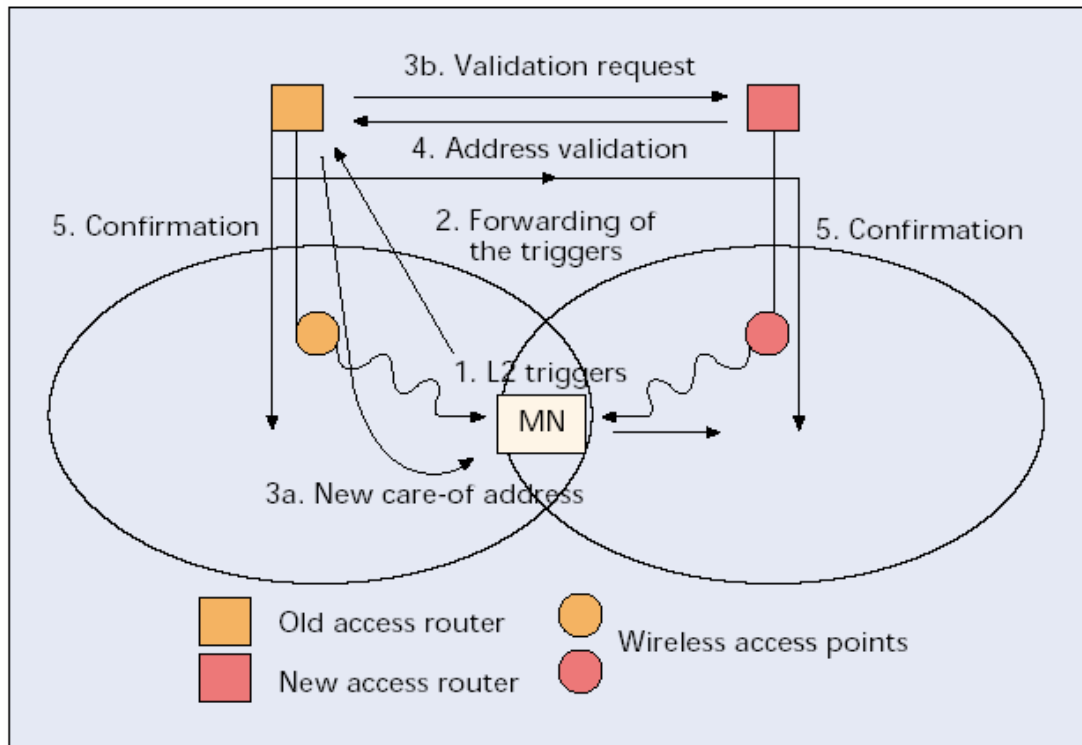 3b. Validation request
4. Address validation
5. Confirmation
2. Forwarding of
the triggers
5. Confirmation
1. L2 triggers
MN
3a. New care-of address
Old access router
Wireless access points
New access router